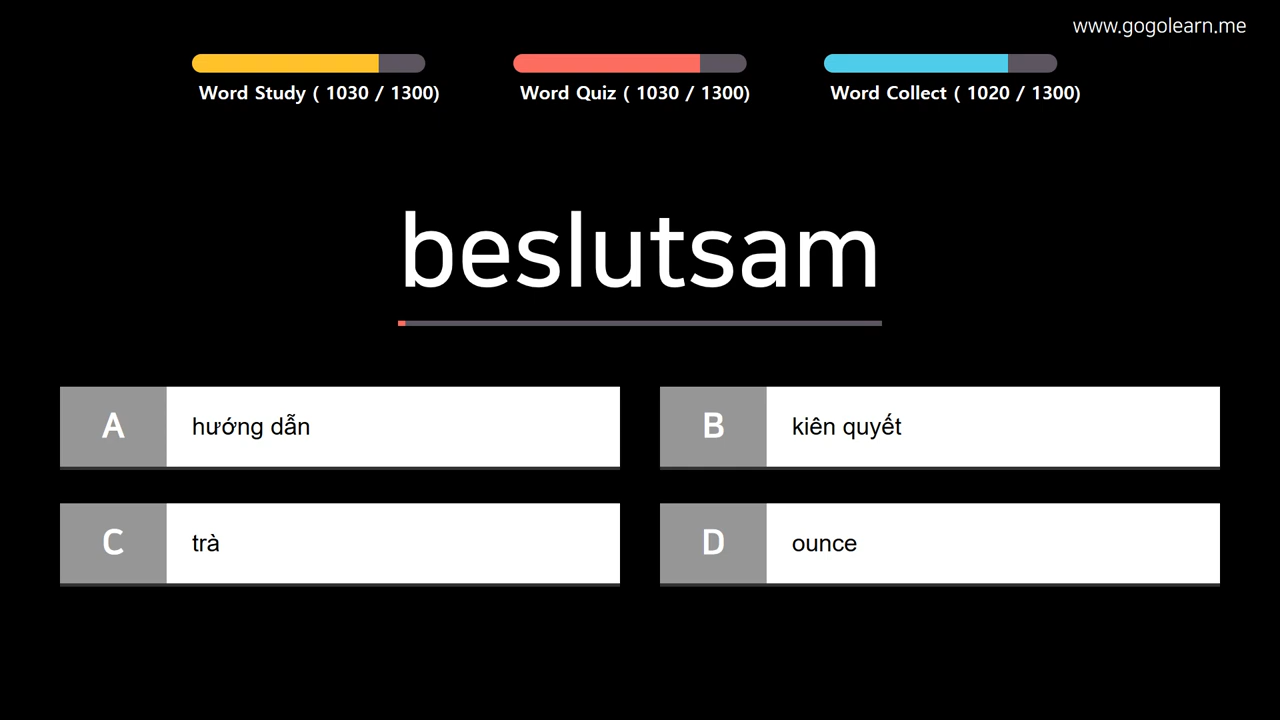 www.gogolearn.me
Word Study ( 1030 / 1300)
Word Quiz ( 1030 / 1300)
Word Collect ( 1020 / 1300)
beslutsam
A hướng dẫn
B kiên quyết
C trà
D ounce